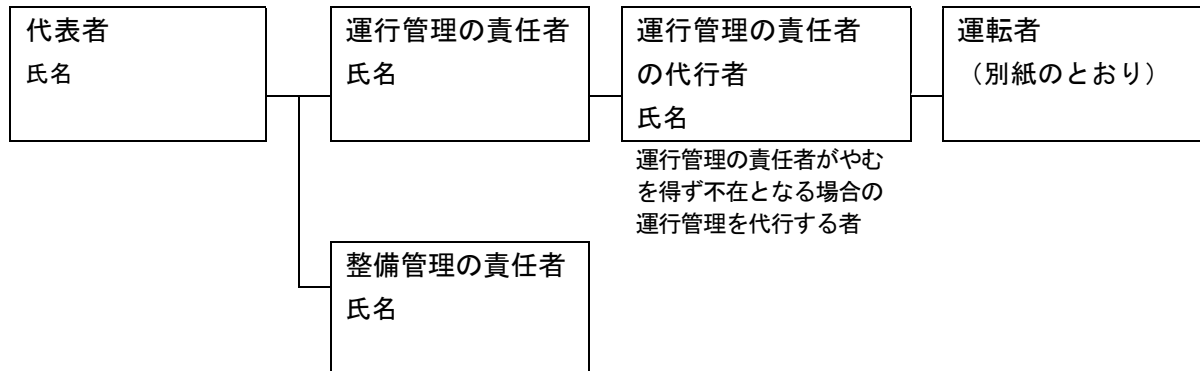 代表者
氏名
運行管理の責任者
氏名
運行管理の責任者
の代行者
氏名
運転者
（別紙のとおり）
運行管理の責任者がやむ
を得ず不在となる場合の
運行管理を代行する者
整備管理の責任者
氏名